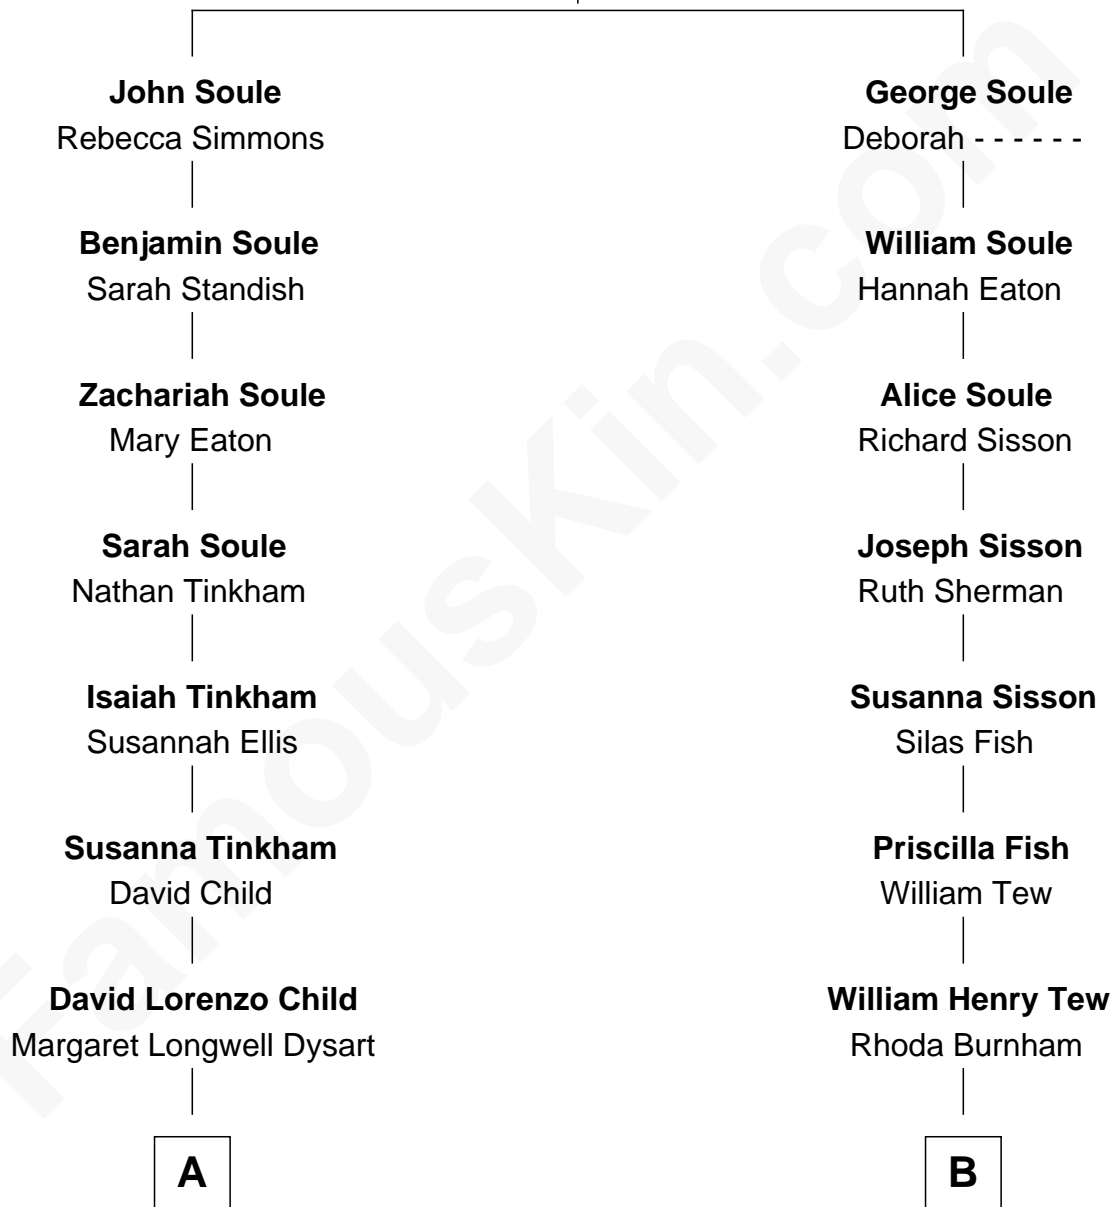 John Soule
Rebecca Simmons
Benjamin Soule
Sarah Standish
Zachariah Soule
Mary Eaton
Sarah Soule
Nathan Tinkham
Isaiah Tinkham
Susannah Ellis
Susanna Tinkham
David Child
David Lorenzo Child
Margaret Longwell Dysart
A
George Soule
Deborah - - - - - -
William Soule
Hannah Eaton
Alice Soule
Richard Sisson
Joseph Sisson
Ruth Sherman
Susanna Sisson
Silas Fish
Priscilla Fish
William Tew
William Henry Tew
Rhoda Burnham
B
FamousKin.com